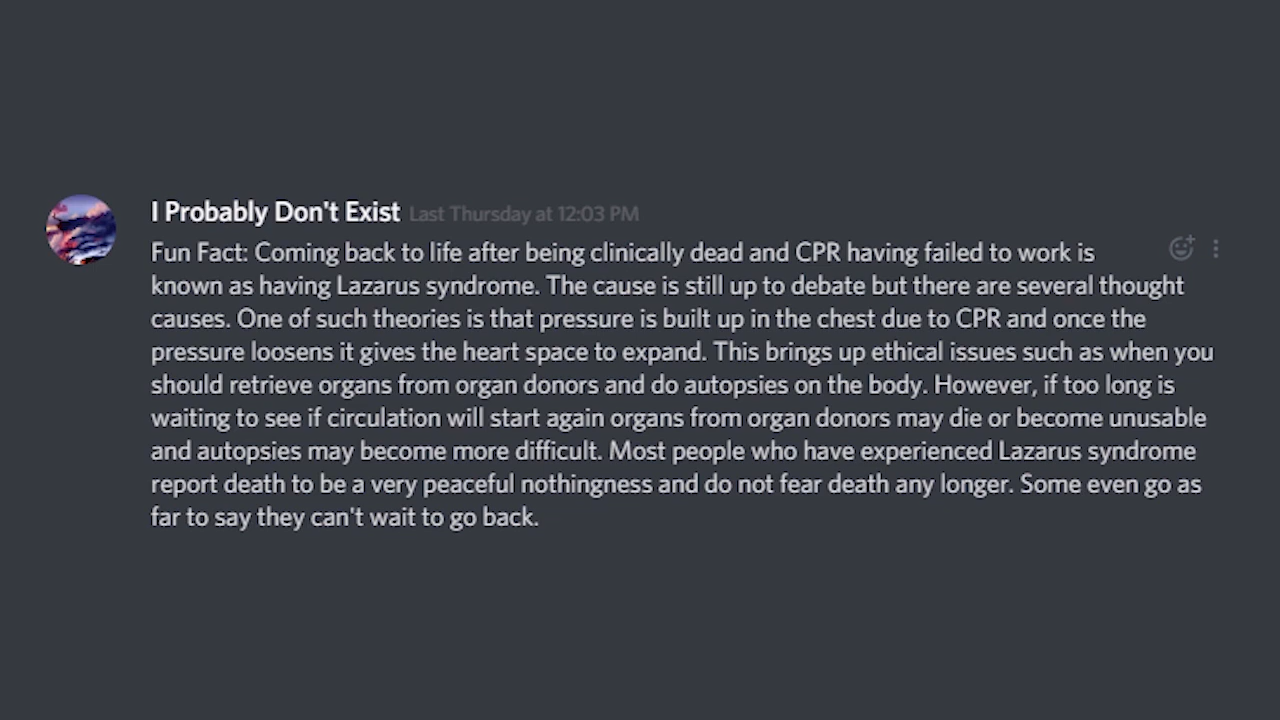 I Probably Don't Exist Last Thursday at 12:03 PM
Fun Fact: Coming back to life after being clinically dead and CPR having failed to work is
known as having Lazarus syndrome. The cause is still up to debate but there are several thought
causes. One of such theories is that pressure is built up in the chest due to CPR and once the
pressure loosens it gives the heart space to expand. This brings up ethical issues such as when you
should retrieve organs from organ donors and do autopsies on the body. However, if too long is
waiting to see if circulation will start again organs from organ donors may die or become unusable
and autopsies may become more difficult. Most people who have experienced Lazarus syndrome
report death to be a very peaceful nothingness and do not fear death any longer. Some even go as
far to say they can't wait to go back.